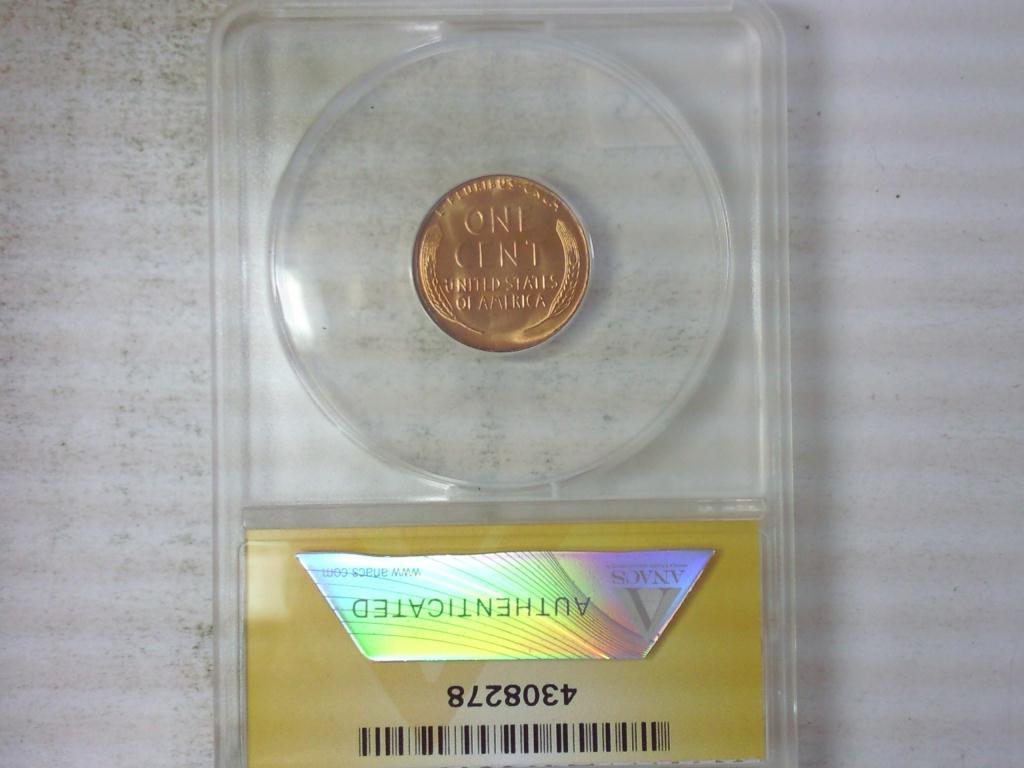 E PLURIBUS UNUM
ONE
CENT
UNITED STATES
OF AMERICA
ANACS
www.anacs.com
AUTHENTICATED
4308278